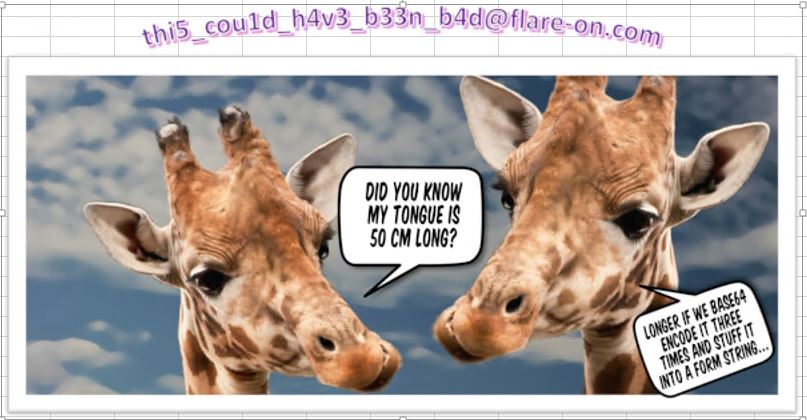 thi5_cou1d_h4v3_b33n_b4d@flare-on.com
DID YOU KNOW
MY TONGUE IS
50 CM LONG?
LONGER IF WE BASE64
ENCODE IT THREE
TIMES AND STUFF IT
INTO A FORM STRING...